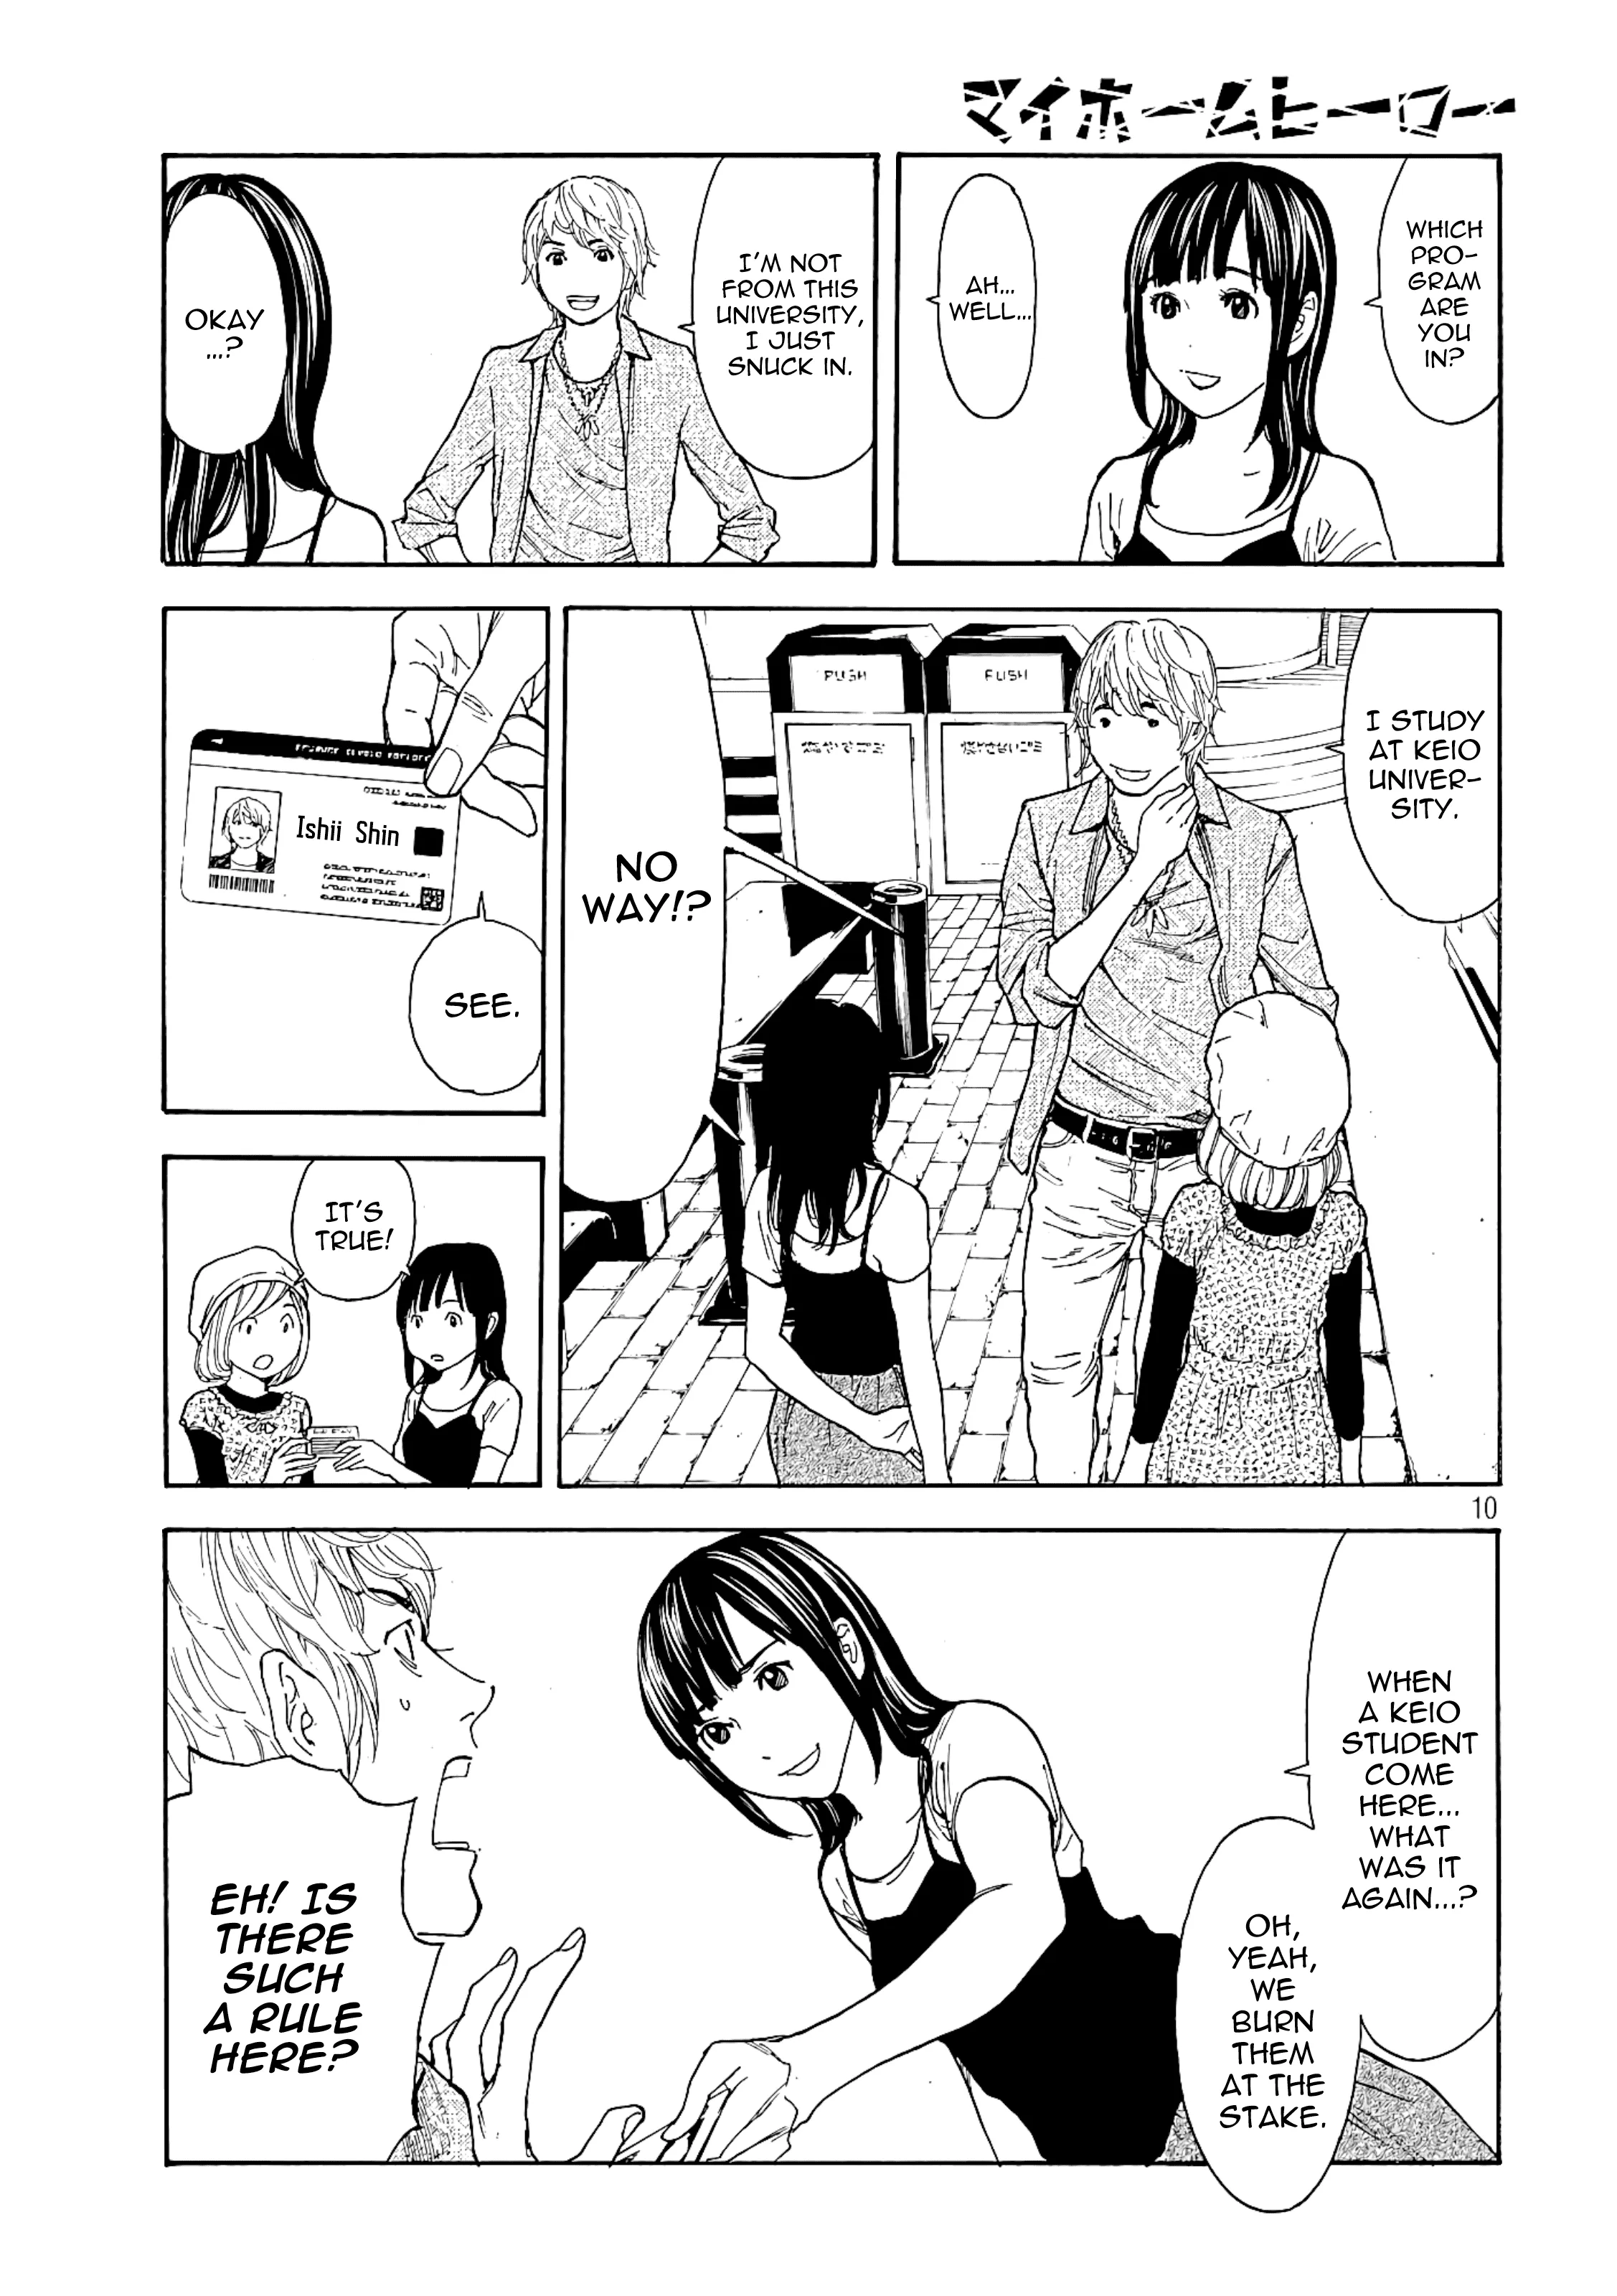 マイホームヒーロー
WHICH
PRO-
GRAM
ARE
YOU
IN?
AH...
WELL...
I'M NOT
FROM THIS
UNIVERSITY,
I JUST
SNUCK IN.
OKAY
...?
I STUDY
AT KEIO
UNIVER-
SITY.
PUSH
PUSH
NO
WAY!?
Ishii Shin
SEE.
IT'S
TRUE!
10
WHEN
A KEIO
STUDENT
COME
HERE...
WHAT
WAS IT
AGAIN...?
OH,
YEAH,
WE
BURN
THEM
AT THE
STAKE.
EH! IS
THERE
SUCH
A RULE
HERE?